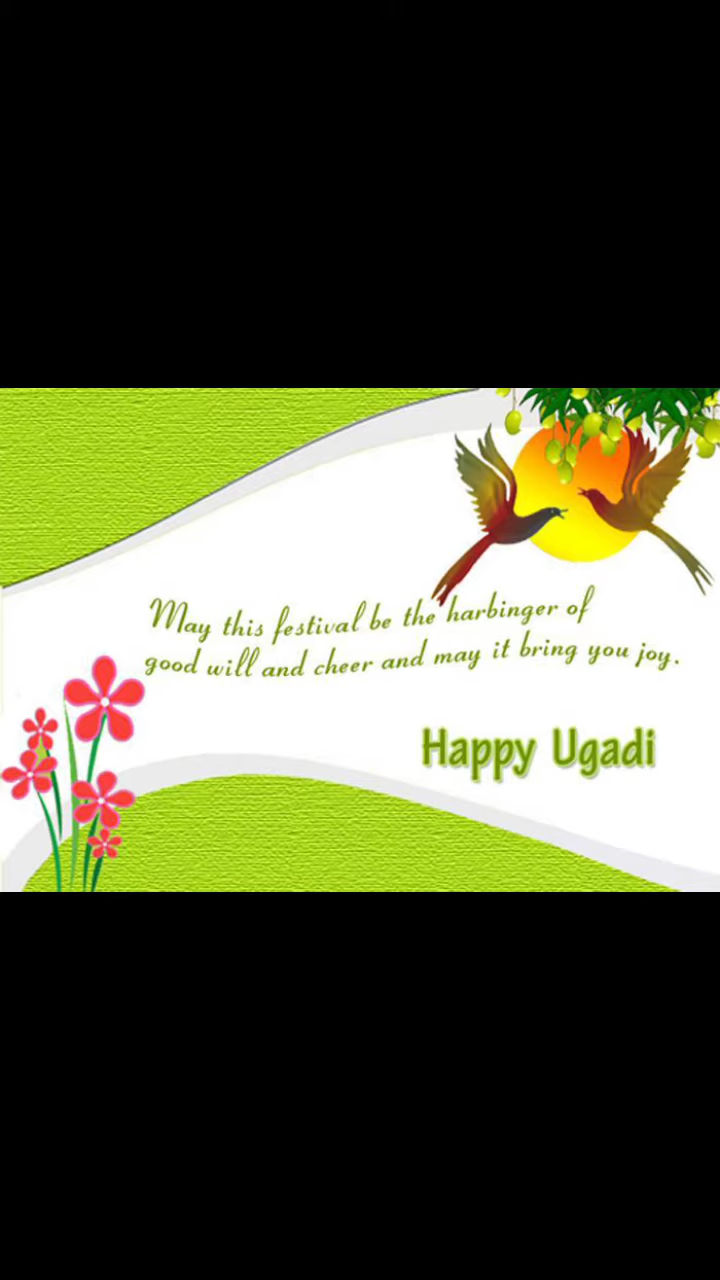 May this festival be the harbinger of
good will and cheer and may it bring you joy.
Happy Ugadi